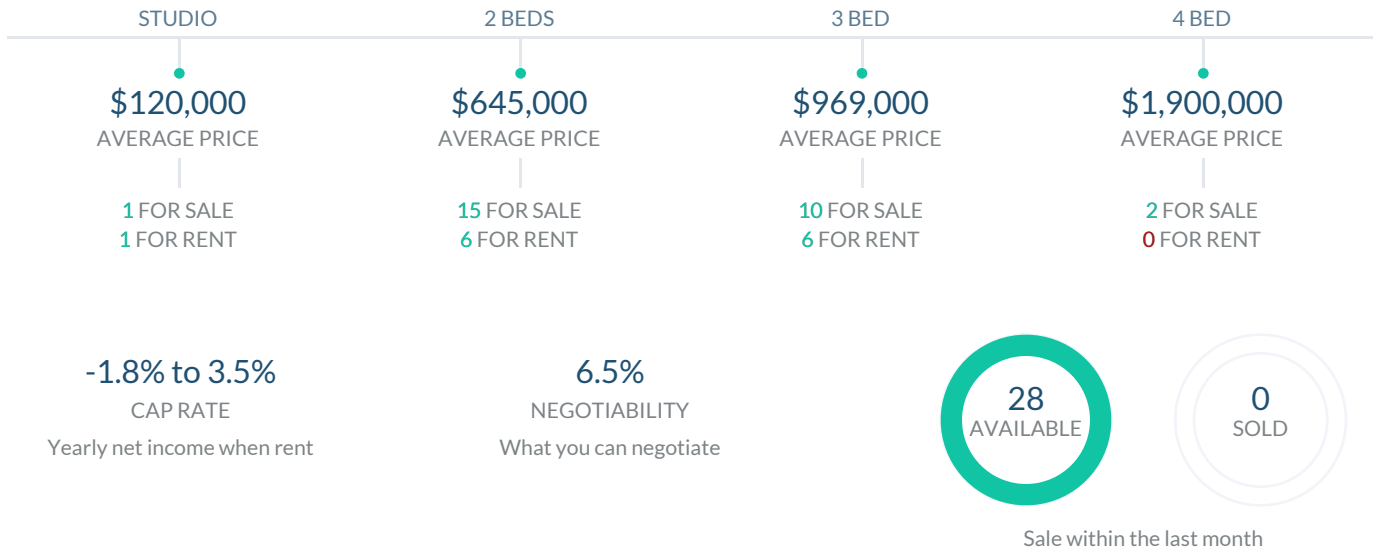 STUDIO
2 BEDS
3 BED
4 BED
$120,000
AVERAGE PRICE
1 FOR SALE
1 FOR RENT
$645,000
AVERAGE PRICE
15 FOR SALE
6 FOR RENT
$969,000
AVERAGE PRICE
10 FOR SALE
6 FOR RENT
$1,900,000
AVERAGE PRICE
2 FOR SALE
0 FOR RENT
-1.8% to 3.5%
CAP RATE
Yearly net income when rent
6.5%
NEGOTIABILITY
What you can negotiate
28
AVAILABLE
0
SOLD
Sale within the last month